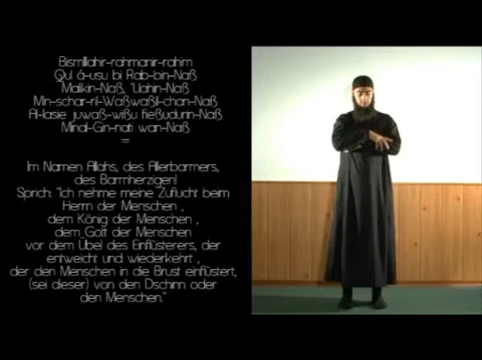 Bismillahir-rahmanir-rahim
Qul á-usu bi Rab-bin-Naß
Malikin-Naß, 'Ilahin-Naß
Min-schar-ril-Waßwaßil-chan-Naß
Al-lasie juwaß-wißu fießudurin-Naß
Minal-Gin-nati wan-Naß
=
Im Namen Allahs, des Allerbarmers,
des Barmherzigen!
Sprich: "Ich nehme meine Zuflucht beim
Herrn der Menschen ,
dem König der Menschen ,
dem Gott der Menschen
vor dem Übel des Einflüsterers, der
entweicht und wiederkehrt ,
der den Menschen in die Brust einflüstert,
(sei dieser) von den Dschinn oder
den Menschen."